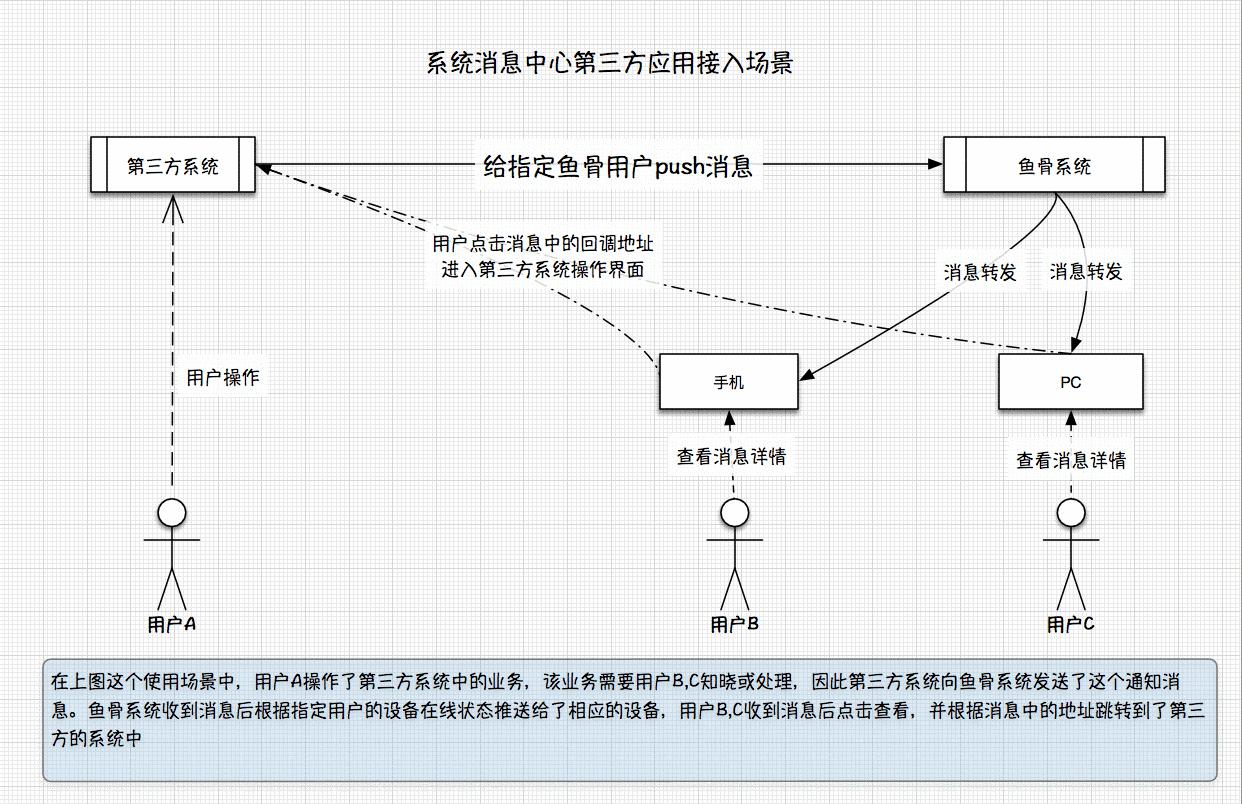 系统消息中心第三方应用接入场景
第三方系统
给指定鱼骨用户push消息
鱼骨系统
用户点击消息中的回调地址
进入第三方系统操作界面
消息转发
消息转发
用户操作
手机
PC
查看消息详情
查看消息详情
用户A
用户B
用户C
在上图这个使用场景中，用户A操作了第三方系统中的业务，该业务需要用户B,C知晓或处理，因此第三方系统向鱼骨系统发送了这个通知消
息。鱼骨系统收到消息后根据指定用户的设备在线状态推送给了相应的设备，用户B,C收到消息后点击查看，并根据消息中的地址跳转到了第三
方的系统中